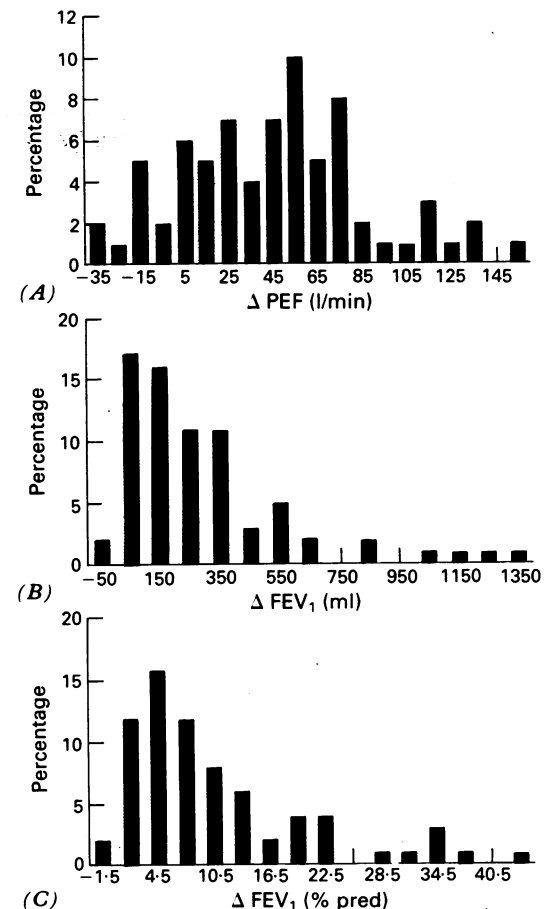 12
10
8
6
4
2
0
Percentage
−35 −15 5 25 45 65 85 105 125 145
(A)
Δ PEF (l/min)
20
15
10
5
0
Percentage
−50 150 350 550 750 950 1150 1350
(B)
Δ FEV₁ (ml)
20
15
10
5
0
Percentage
−1·5 4·5 10·5 16·5 22·5 28·5 34·5 40·5
(C)
Δ FEV₁ (% pred)